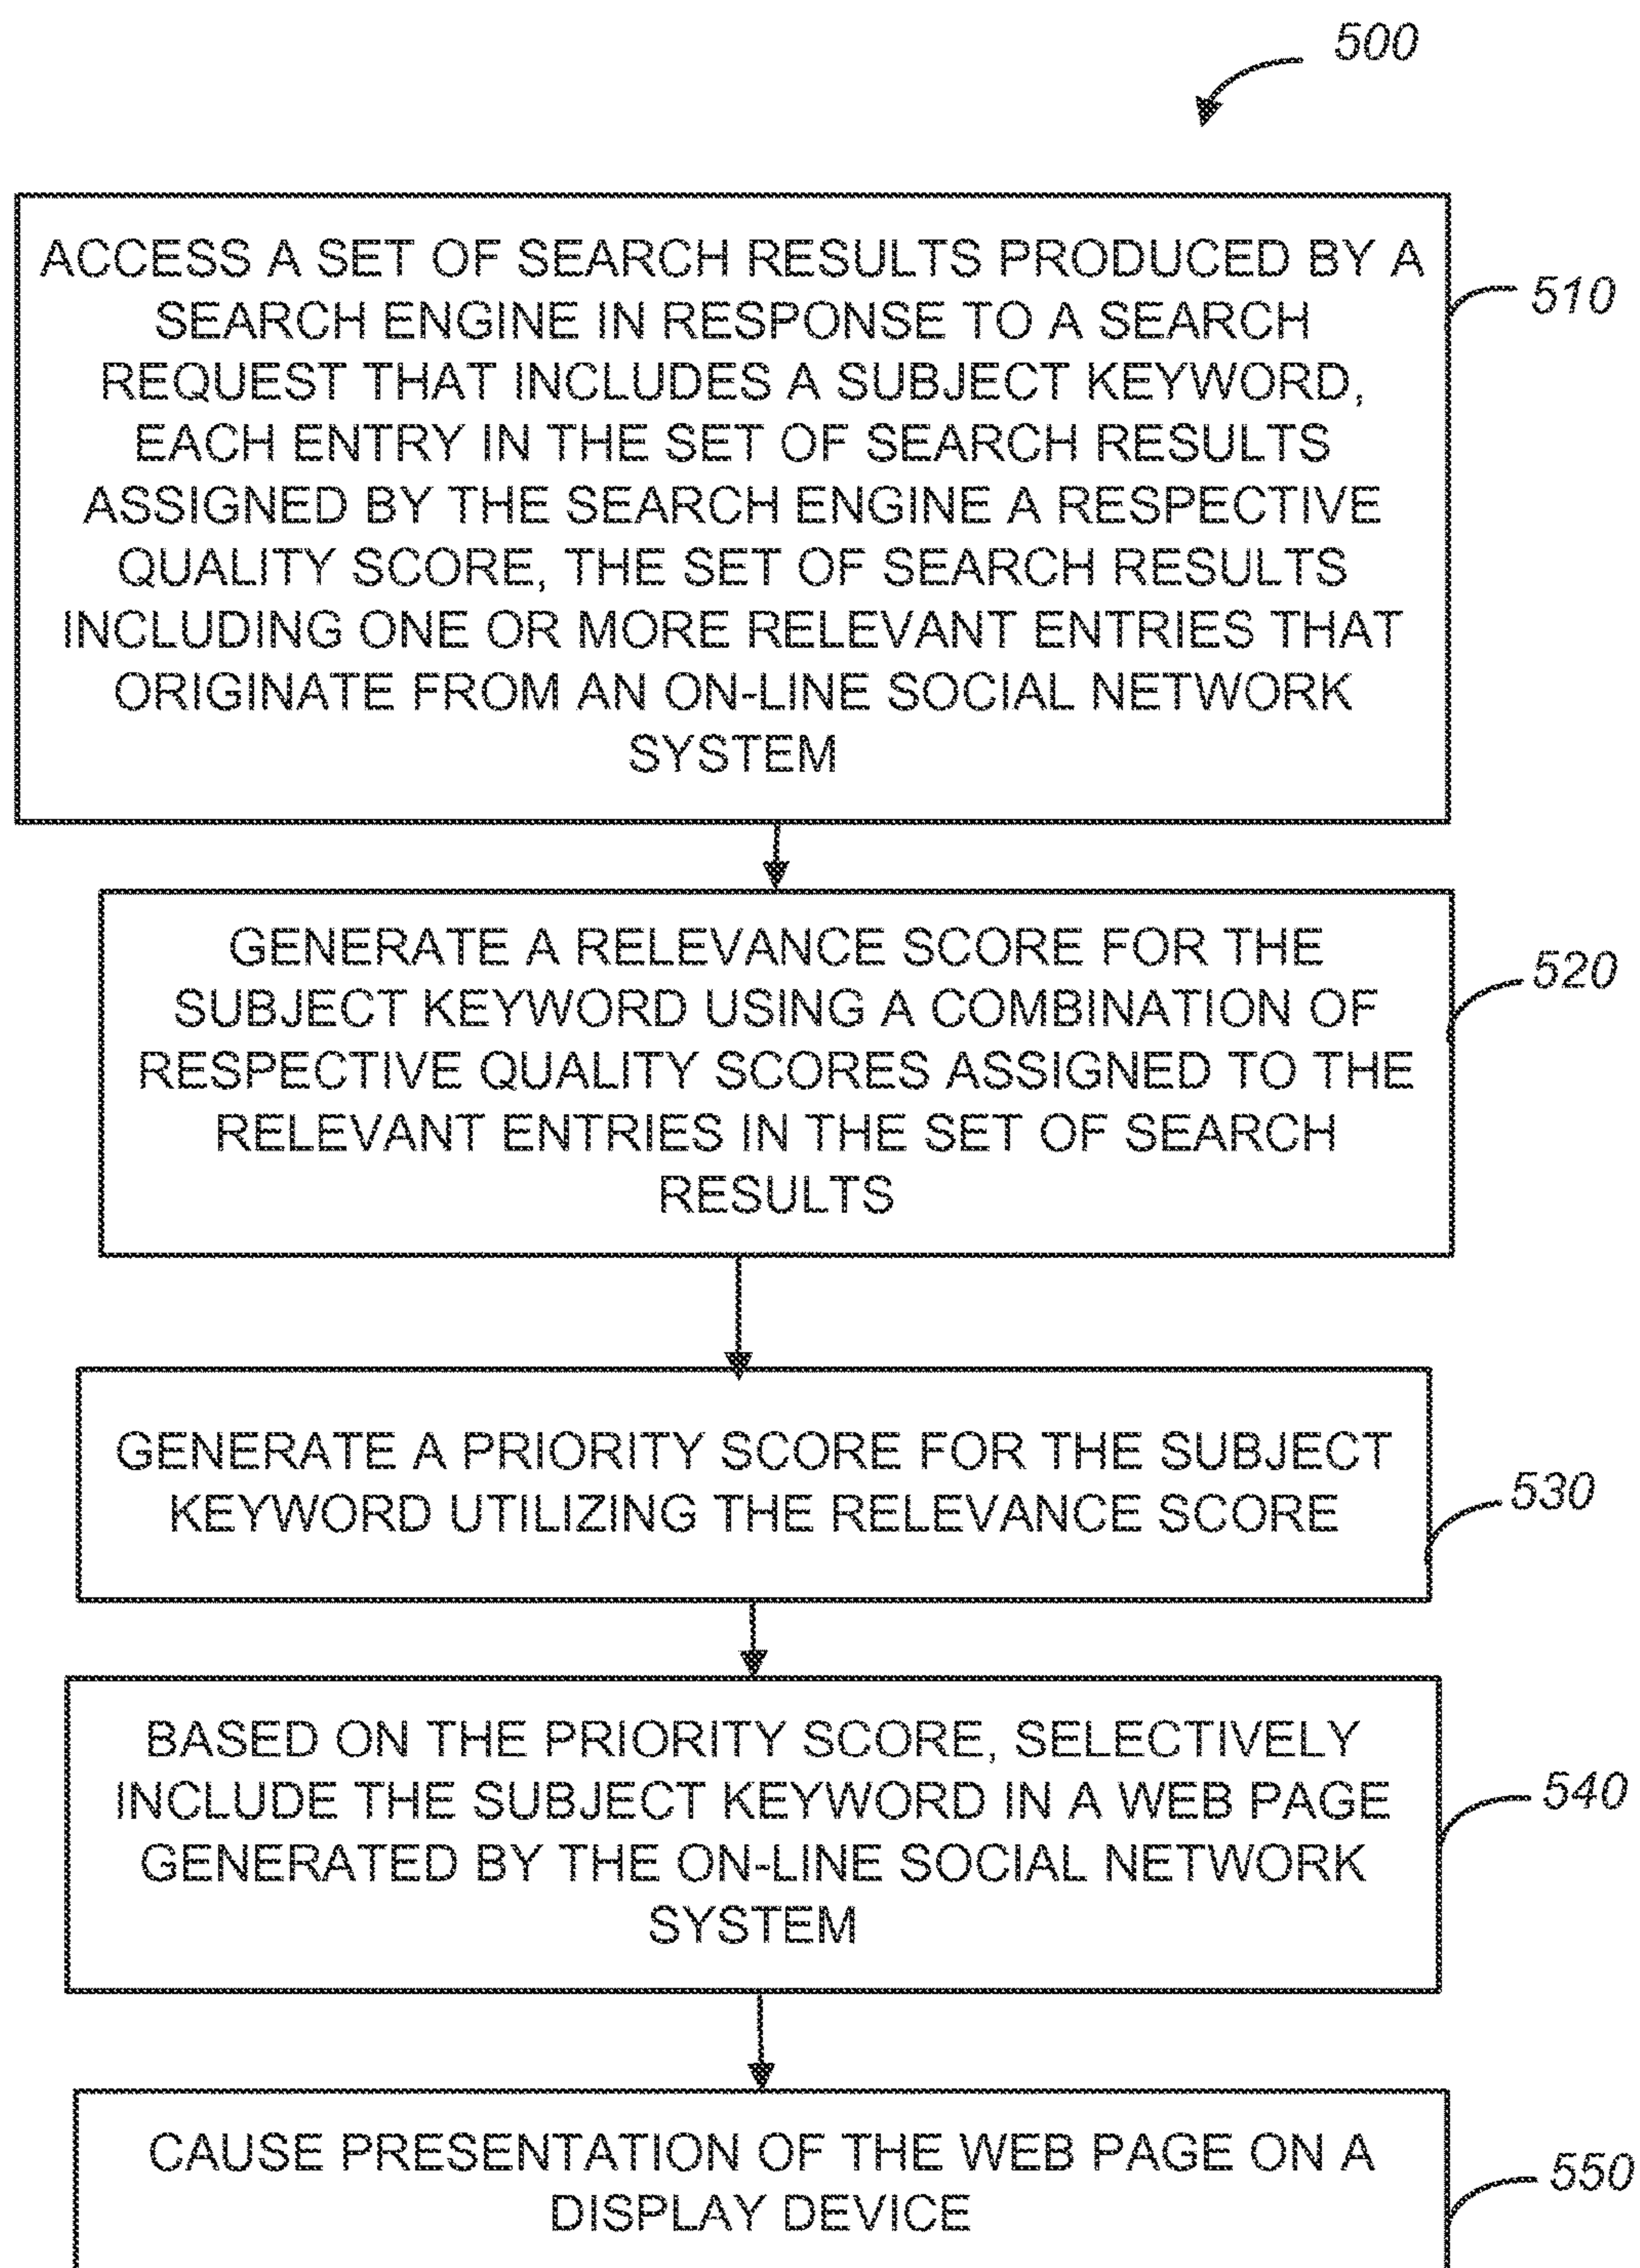 500
ACCESS A SET OF SEARCH RESULTS PRODUCED BY A
SEARCH ENGINE IN RESPONSE TO A SEARCH
REQUEST THAT INCLUDES A SUBJECT KEYWORD,
EACH ENTRY IN THE SET OF SEARCH RESULTS
ASSIGNED BY THE SEARCH ENGINE A RESPECTIVE
QUALITY SCORE, THE SET OF SEARCH RESULTS
INCLUDING ONE OR MORE RELEVANT ENTRIES THAT
ORIGINATE FROM AN ON-LINE SOCIAL NETWORK
SYSTEM
510
GENERATE A RELEVANCE SCORE FOR THE
SUBJECT KEYWORD USING A COMBINATION OF
RESPECTIVE QUALITY SCORES ASSIGNED TO THE
RELEVANT ENTRIES IN THE SET OF SEARCH
RESULTS
520
GENERATE A PRIORITY SCORE FOR THE SUBJECT
KEYWORD UTILIZING THE RELEVANCE SCORE
530
BASED ON THE PRIORITY SCORE, SELECTIVELY
INCLUDE THE SUBJECT KEYWORD IN A WEB PAGE
GENERATED BY THE ON-LINE SOCIAL NETWORK
SYSTEM
540
CAUSE PRESENTATION OF THE WEB PAGE ON A
DISPLAY DEVICE
550